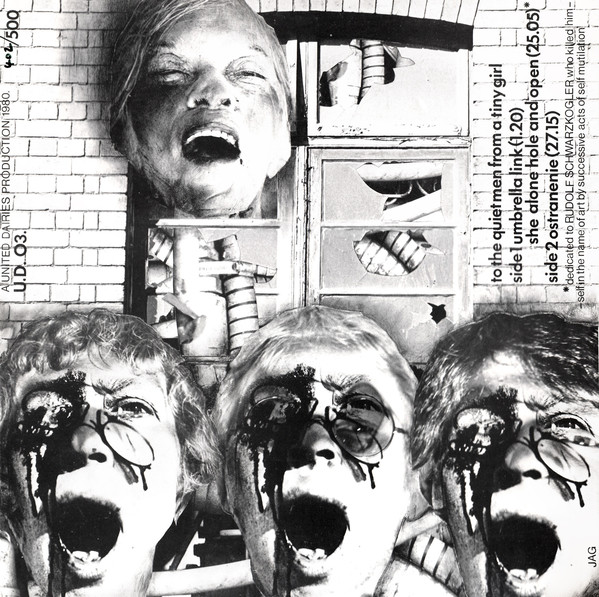 402/500
A UNITED DAIRIES PRODUCTION 1980.
U.D.O3.
to the quiet men from a tiny girl
side 1 umbrella link (1.20)
she alone hole and open (25.05)*
side 2 ostranenie (27.15)
*dedicated to RUDOLF SCHWARZKOGLER who killed him–
–self in the name of art by successive acts of self mutilation'
JAG